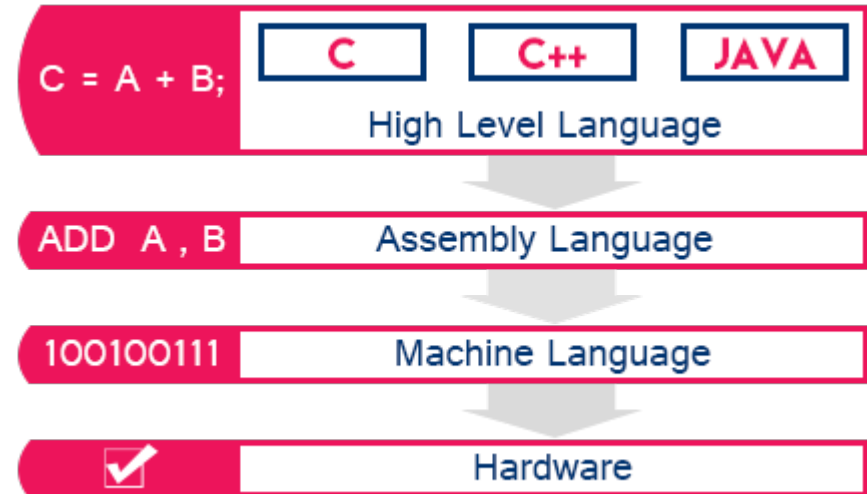 C = A + B;
C
C++
JAVA
High Level Language
ADD A , B
Assembly Language
100100111
Machine Language
Hardware